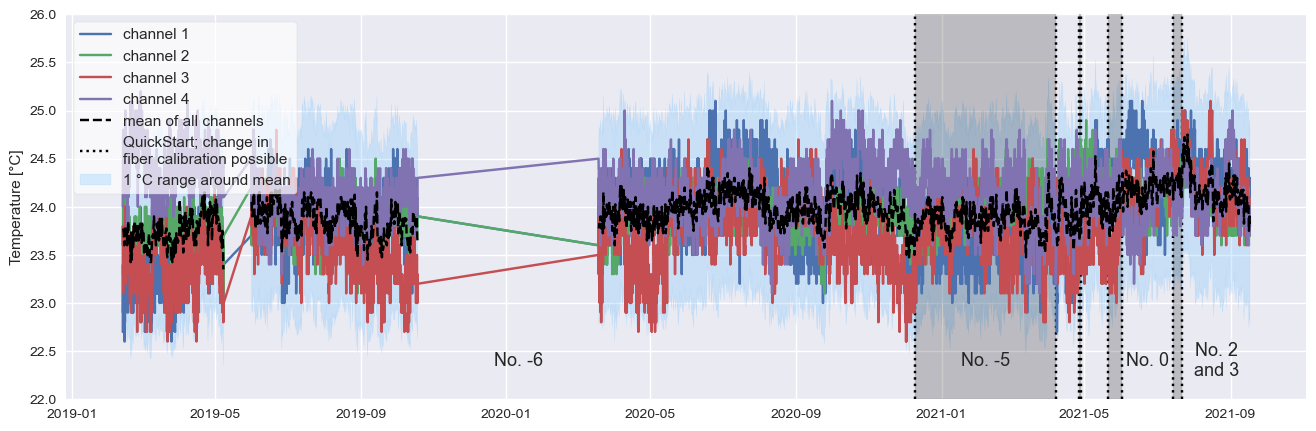 26.0
25.5
25.0
24.5
24.0
23.5
23.0
22.5
22.0
Temperature [°C]
channel 1
channel 2
channel 3
channel 4
mean of all channels
QuickStart; change in
fiber calibration possible
1 °C range around mean
No. -6
No. -5
No. 0
No. 2
and 3
2019-01
2019-05
2019-09
2020-01
2020-05
2020-09
2021-01
2021-05
2021-09